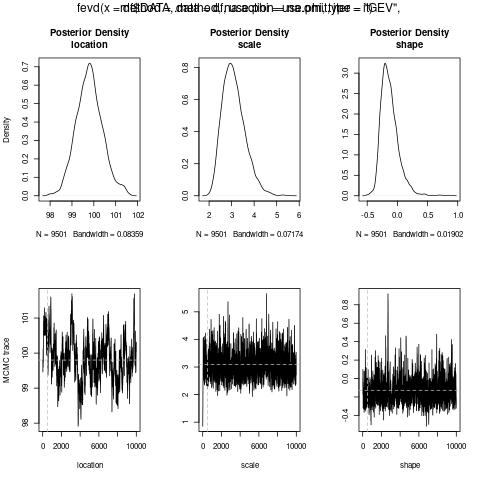 fevd(x =
"GEV",
Posterior Density
location
Posterior Density
scale
Posterior Density
shape
Density
0.0 0.1 0.2 0.3 0.4 0.5 0.6 0.7
98 99 100 101 102
N = 9501 Bandwidth = 0.08359
0.0 0.2 0.4 0.6 0.8
2 3 4 5 6
N = 9501 Bandwidth = 0.07174
0.0 0.5 1.0 1.5 2.0 2.5 3.0
-0.5 0.0 0.5 1.0
N = 9501 Bandwidth = 0.01902
MCMC trace
98 99 100 101
0 2000 6000 10000
location
1 2 3 4 5
0 2000 6000 10000
scale
-0.4 0.0 0.2 0.4 0.6 0.8
0 2000 6000 10000
shape